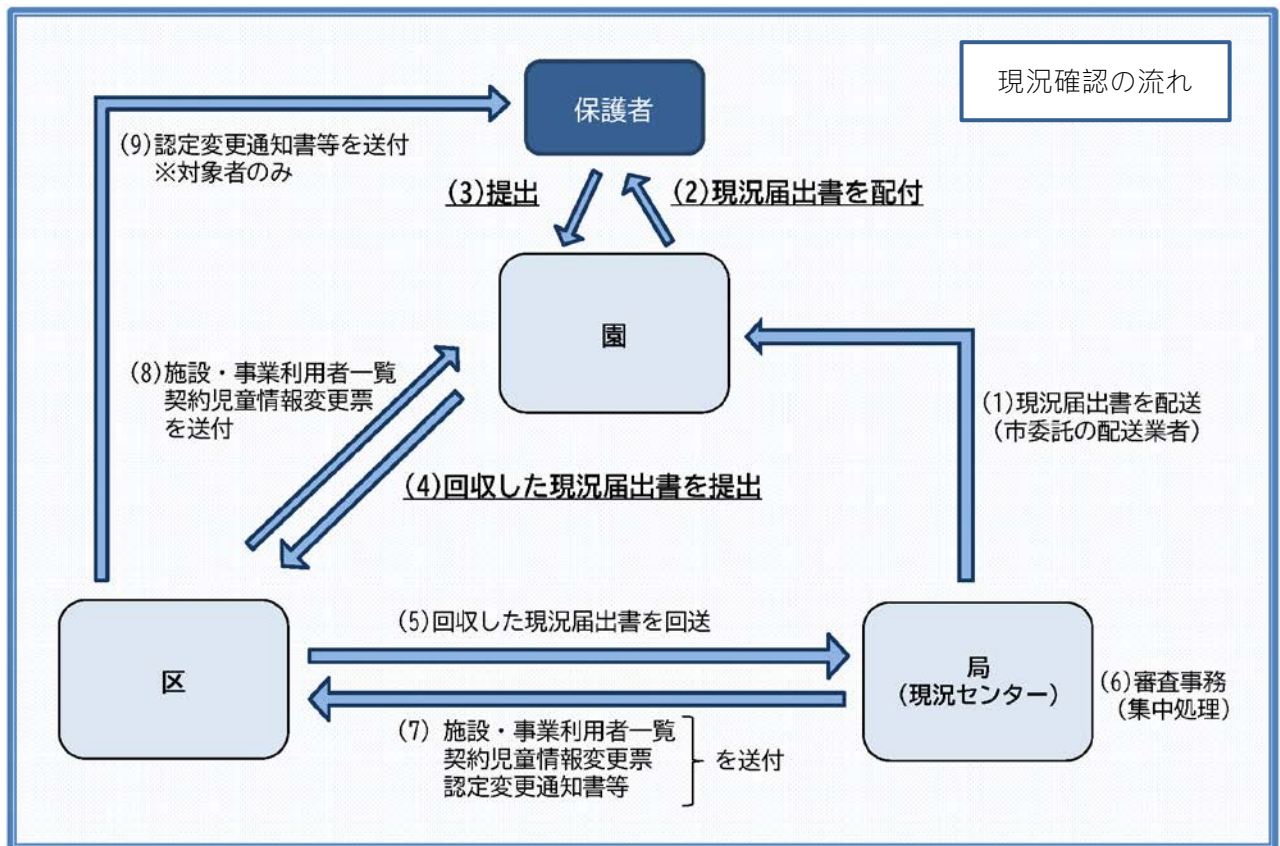 現況確認の流れ
保護者
(9)認定変更通知書等を送付
※対象者のみ
(3)提出
(2)現況届出書を配付
園
(8)施設・事業利用者一覧
契約児童情報変更票
を送付
(1)現況届出書を配送
(市委託の配送業者)
(4)回収した現況届出書を提出
(5)回収した現況届出書を回送
区
局
(現況センター)
(6)審査事務
(集中処理)
(7) 施設・事業利用者一覧
契約児童情報変更票
認定変更通知書等
を送付